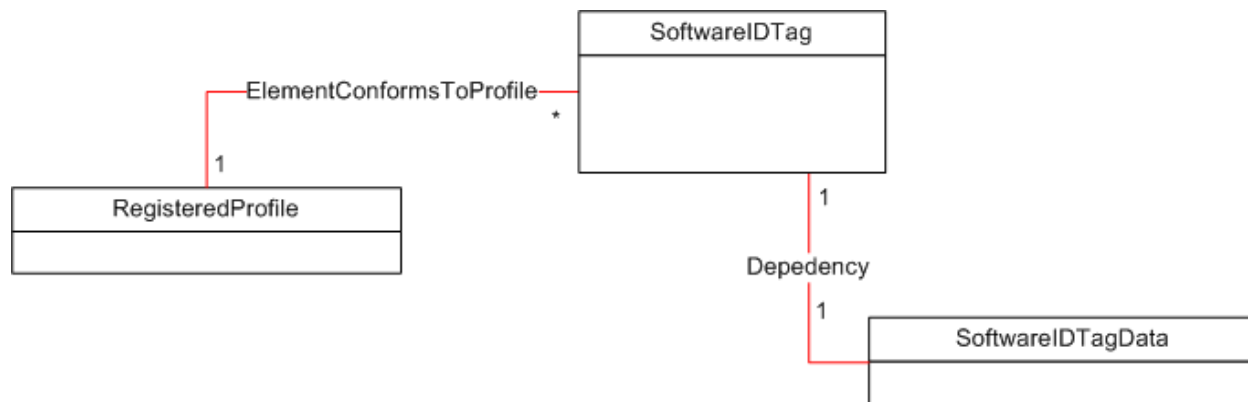 SoftwareIDTag
ElementConformsToProfile
*
1
RegisteredProfile
1
Depedency
1
SoftwareIDTagData